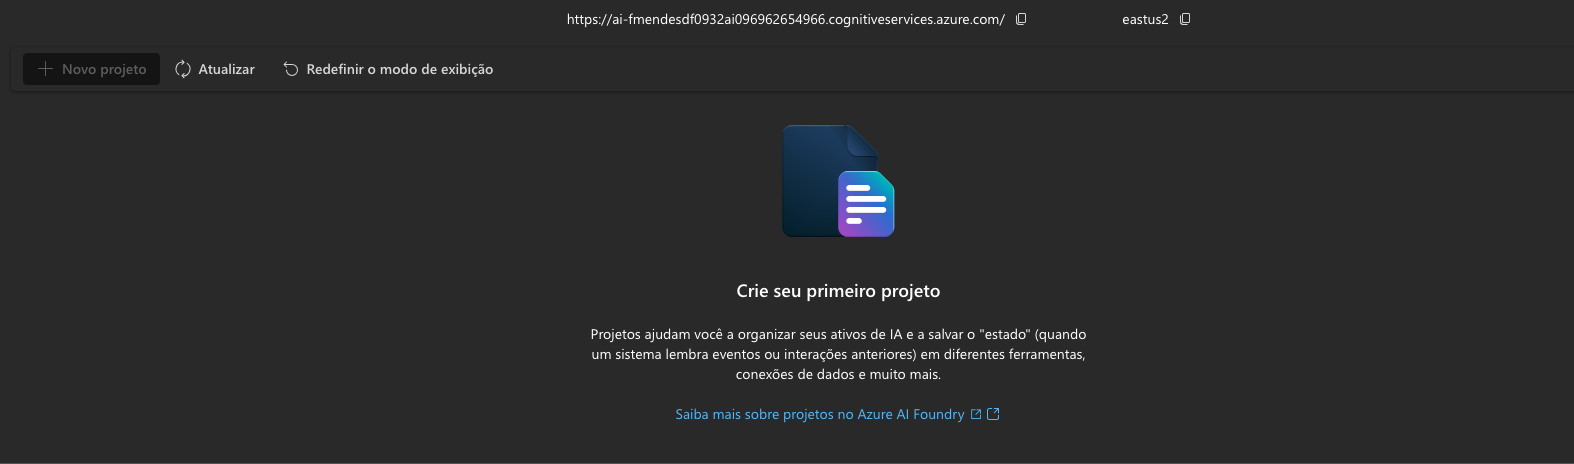 https://ai-fmendesdf0932ai096962654966.cognitiveservices.azure.com/ eastus2
Novo projeto Atualizar Redefinir o modo de exibição
Crie seu primeiro projeto
Projetos ajudam você a organizar seus ativos de IA e a salvar o "estado" (quando
um sistema lembra eventos ou interações anteriores) em diferentes ferramentas,
conexões de dados e muito mais.
Saiba mais sobre projetos no Azure AI Foundry